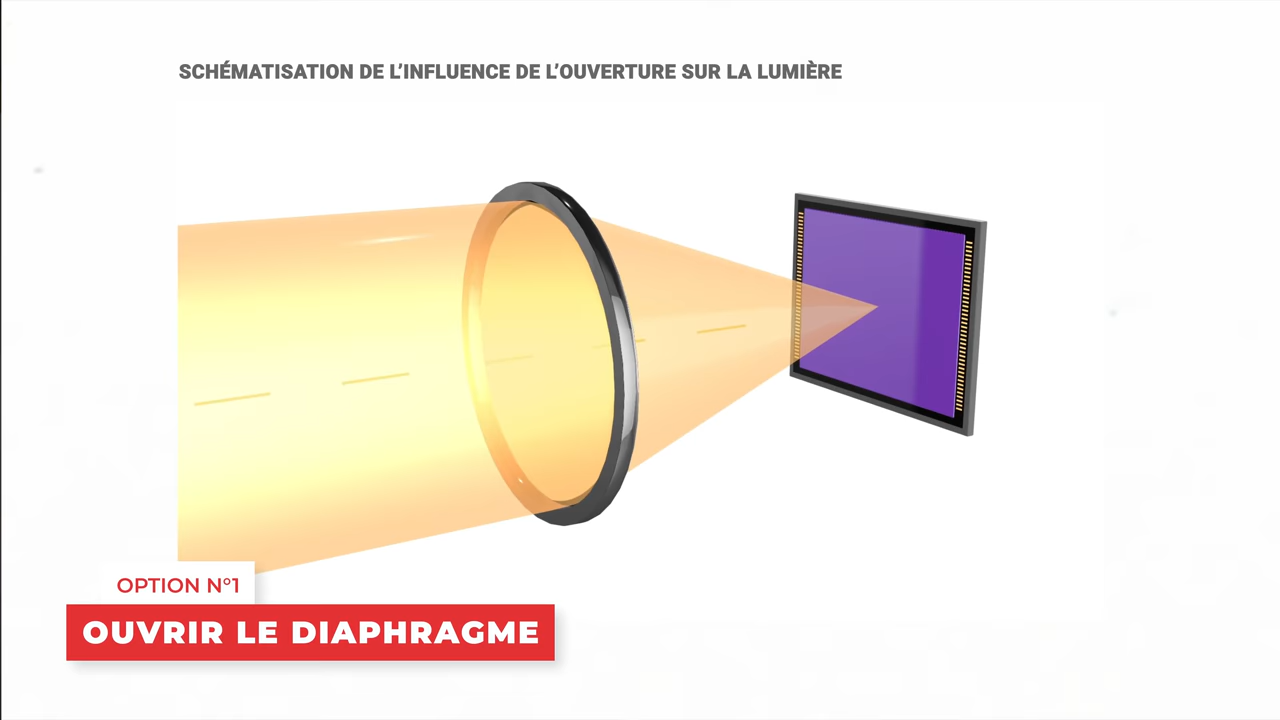 SCHÉMATISATION DE L’INFLUENCE DE L’OUVERTURE SUR LA LUMIÈRE
OPTION N°1
OUVRIR LE DIAPHRAGME